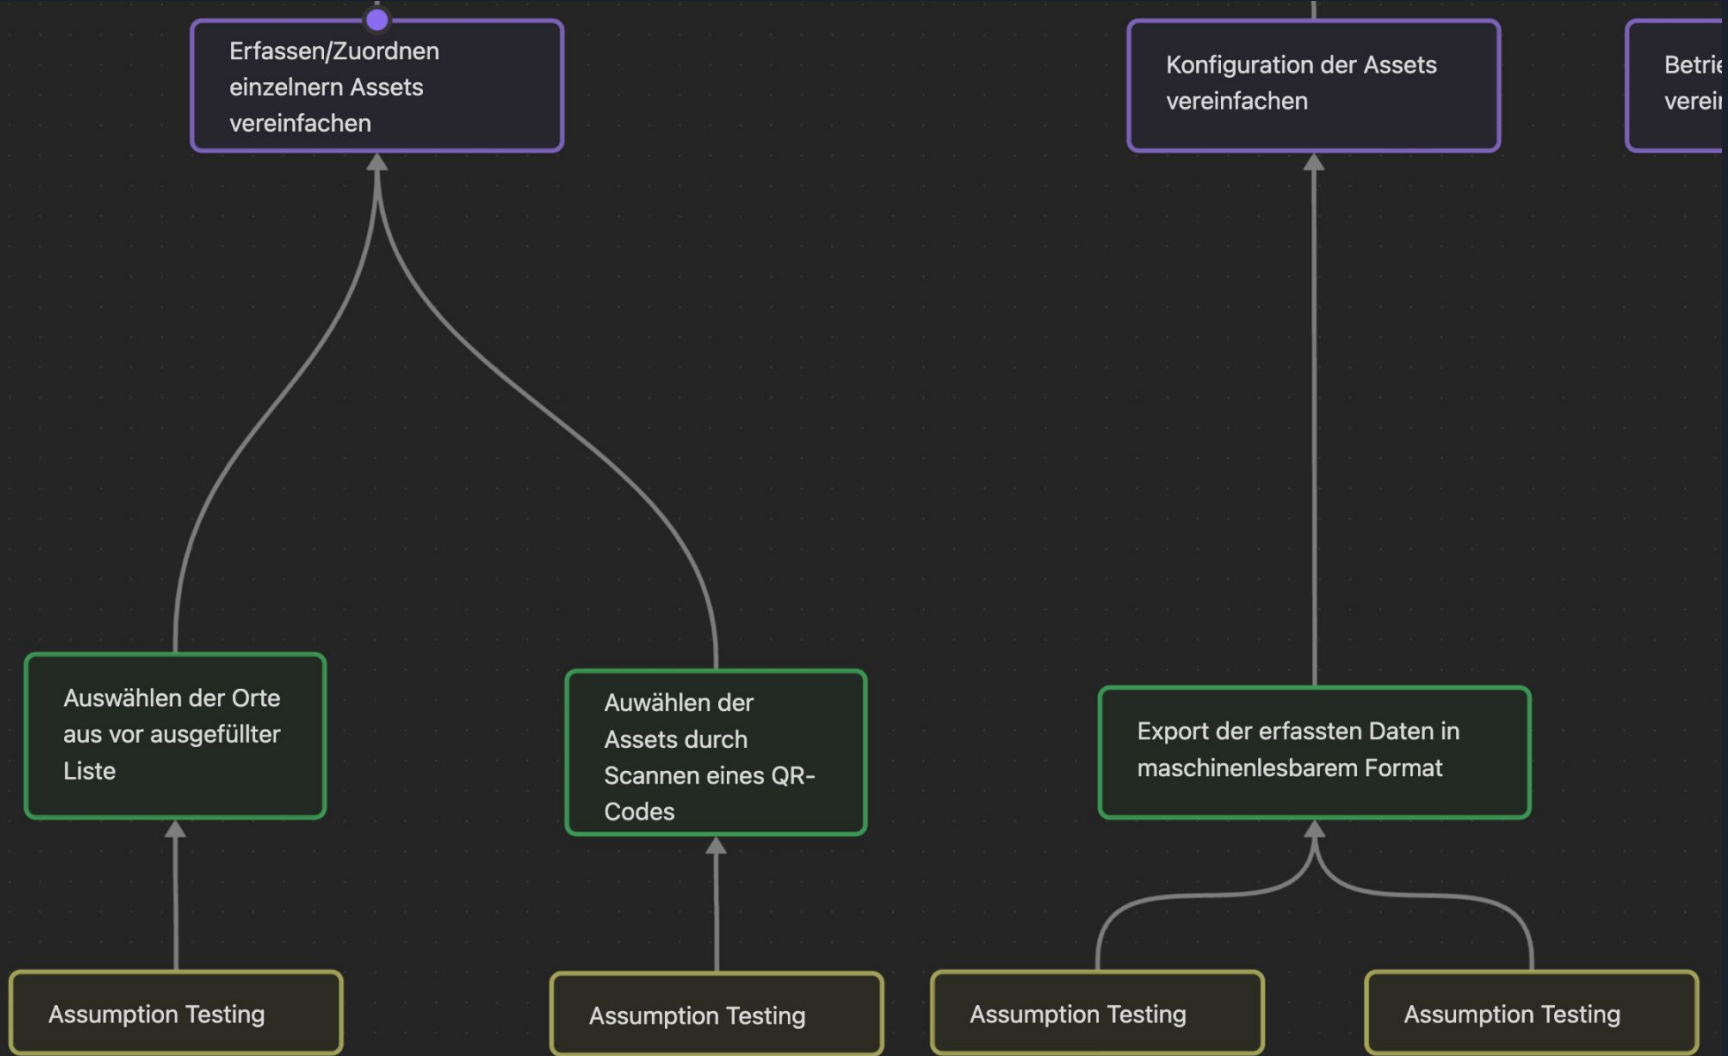 Erfassen/Zuordnen
einzelnern Assets
vereinfachen
Konfiguration der Assets
vereinfachen
Auswählen der Orte
aus vor ausgefüllter
Liste
Auwählen der
Assets durch
Scannen eines QR-
Codes
Export der erfassten Daten in
maschinenlesbarem Format
Assumption Testing
Assumption Testing
Assumption Testing
Assumption Testing